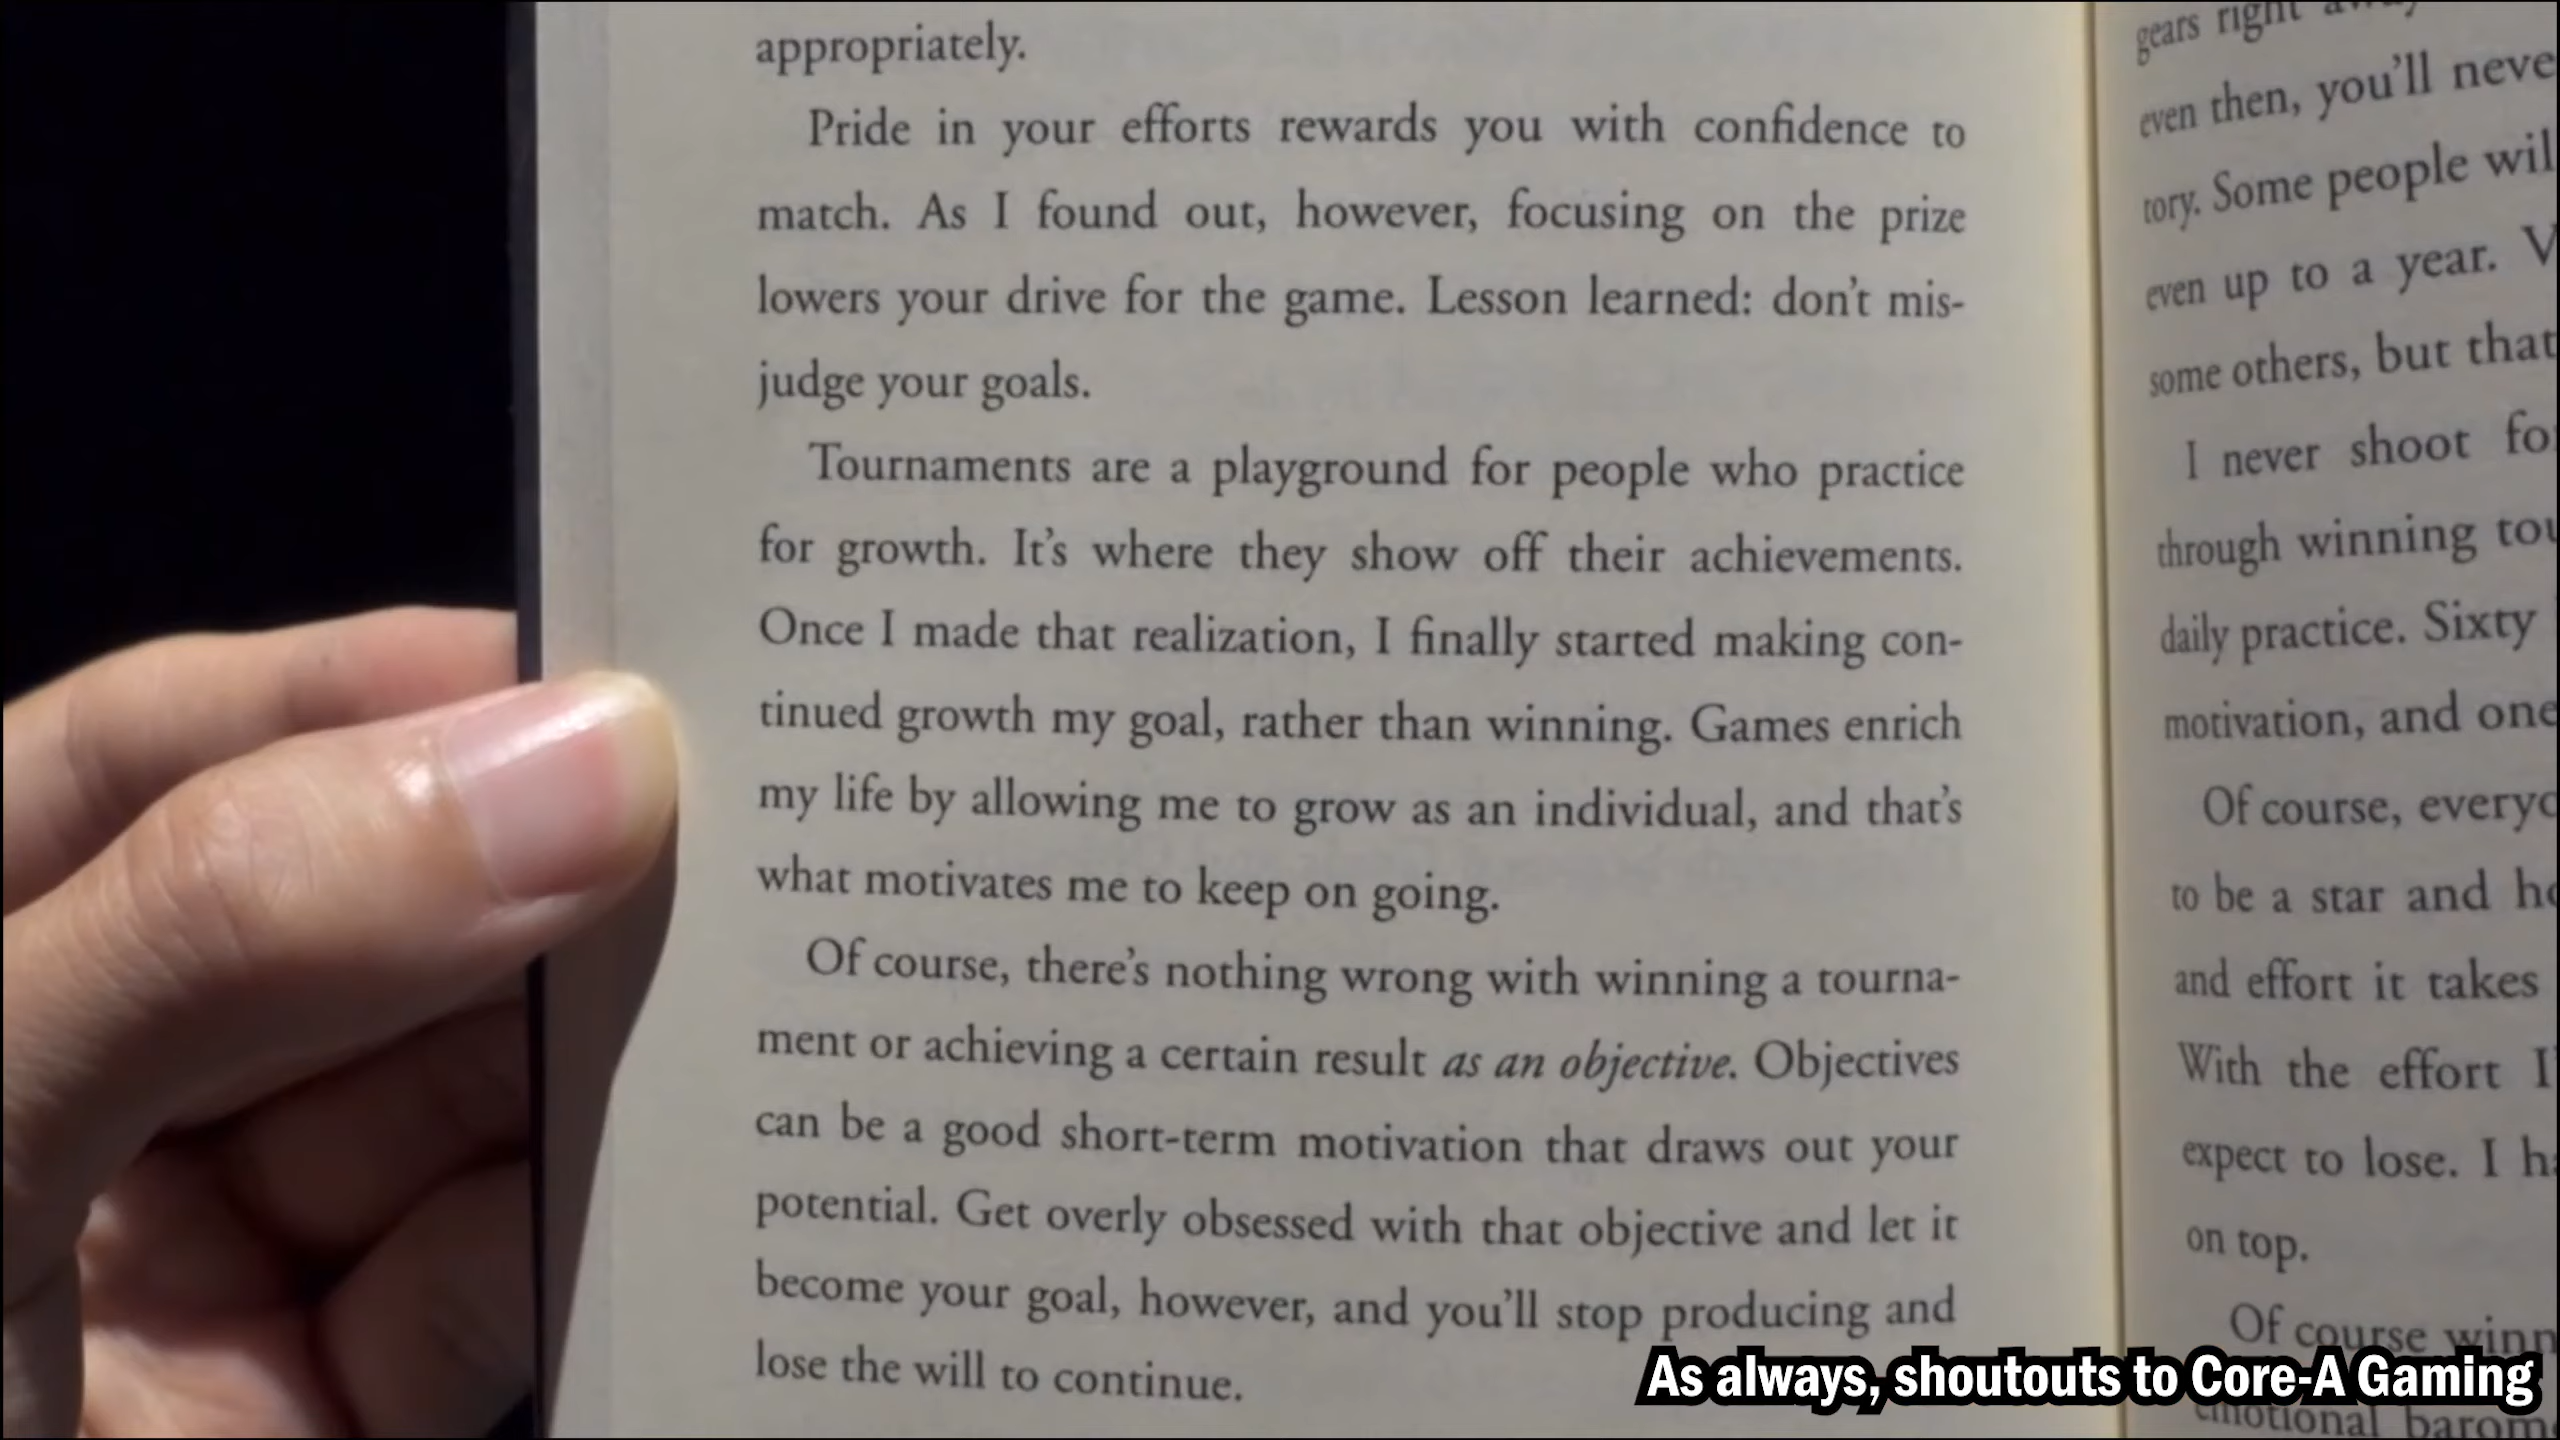 appropriately.
Pride in your efforts rewards you with confidence to
match. As I found out, however, focusing on the prize
lowers your drive for the game. Lesson learned: don't mis-
judge your goals.
Tournaments are a playground for people who practice
for growth. It's where they show off their achievements.
Once I made that realization, I finally started making con-
tinued growth my goal, rather than winning. Games enrich
my life by allowing me to grow as an individual, and that's
what motivates me to keep on going.
Of course, there's nothing wrong with winning a tourna-
ment or achieving a certain result as an objective. Objectives
can be a good short-term motivation that draws out your
potential. Get overly obsessed with that objective and let it
become your goal, however, and you'll stop producing and
lose the will to continue.
gears right
even then, you'll
tory. Some people
even up to a year.
some others, but that
I never shoot
through winning
daily practice. Sixty
motivation, and
Of course,
to be a star and
and effort it takes
With the effort
expect to lose. I
on top.
Of course
emotional
As always, shoutouts to Core-A Gaming